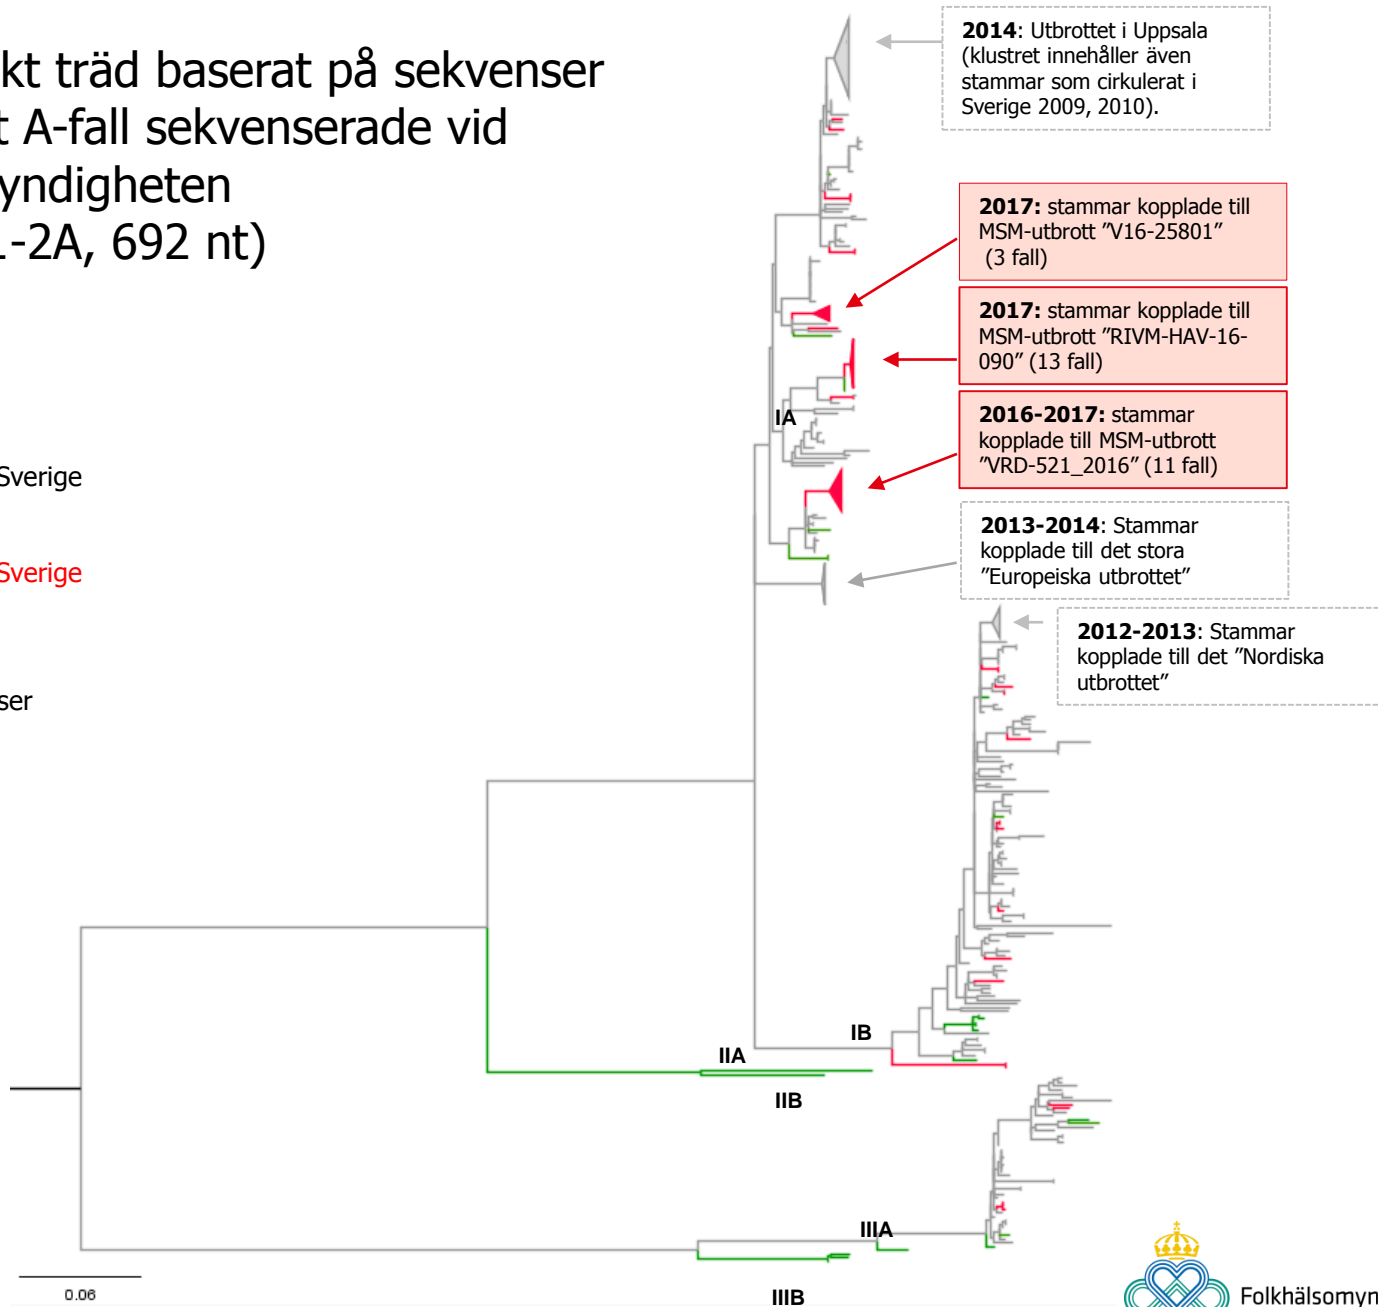 kt träd baserat på sekvenser
t A-fall sekvenserade vid
yndigheten
-2A, 692 nt)
Sverige
Sverige
ser
2014: Utbrottet i Uppsala
(klustret innehåller även
stammar som cirkulerat i
Sverige 2009, 2010).
2017: stammar kopplade till
MSM-utbrott ”V16-25801”
(3 fall)
2017: stammar kopplade till
MSM-utbrott ”RIVM-HAV-16-
090” (13 fall)
2016-2017: stammar
kopplade till MSM-utbrott
”VRD-521_2016” (11 fall)
2013-2014: Stammar
kopplade till det stora
”Europeiska utbrottet”
2012-2013: Stammar
kopplade till det ”Nordiska
utbrottet”
IA
IB
IIA
IIB
IIIA
IIIB
0.06
Folkhälsomyn